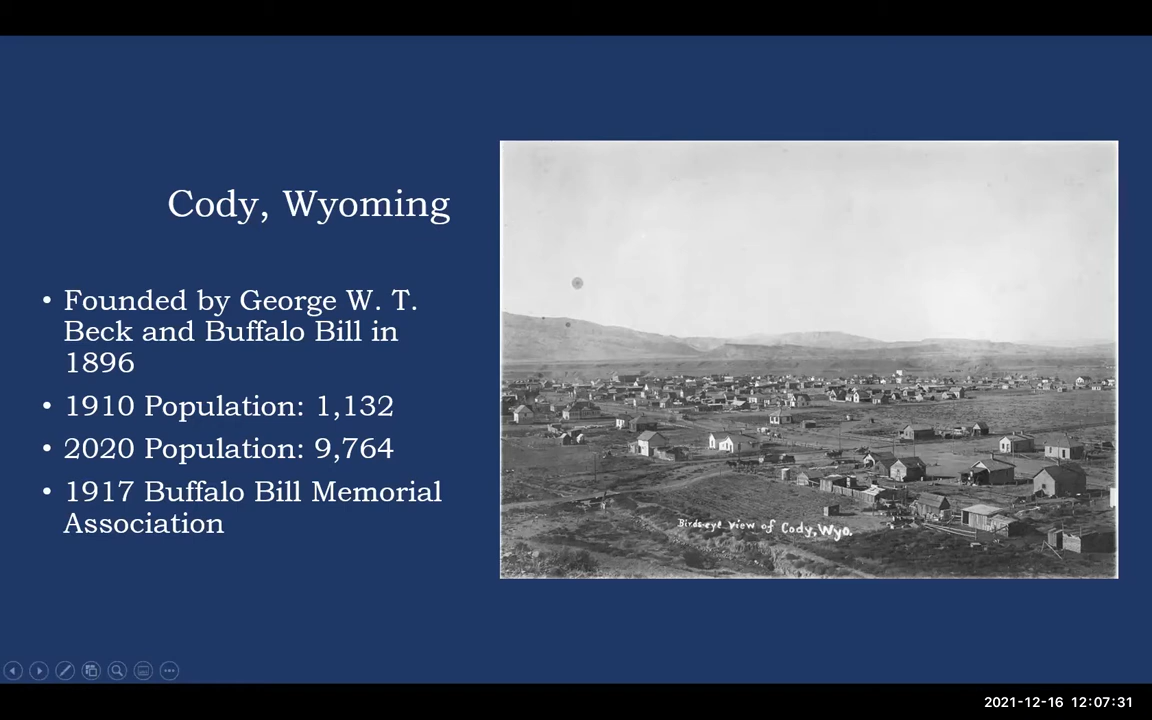 Cody, Wyoming
• Founded by George W. T.
Beck and Buffalo Bill in
1896
• 1910 Population: 1,132
• 2020 Population: 9,764
• 1917 Buffalo Bill Memorial
Association
Birds-eye view of Cody, Wyo.
2021-12-16 12:07:31